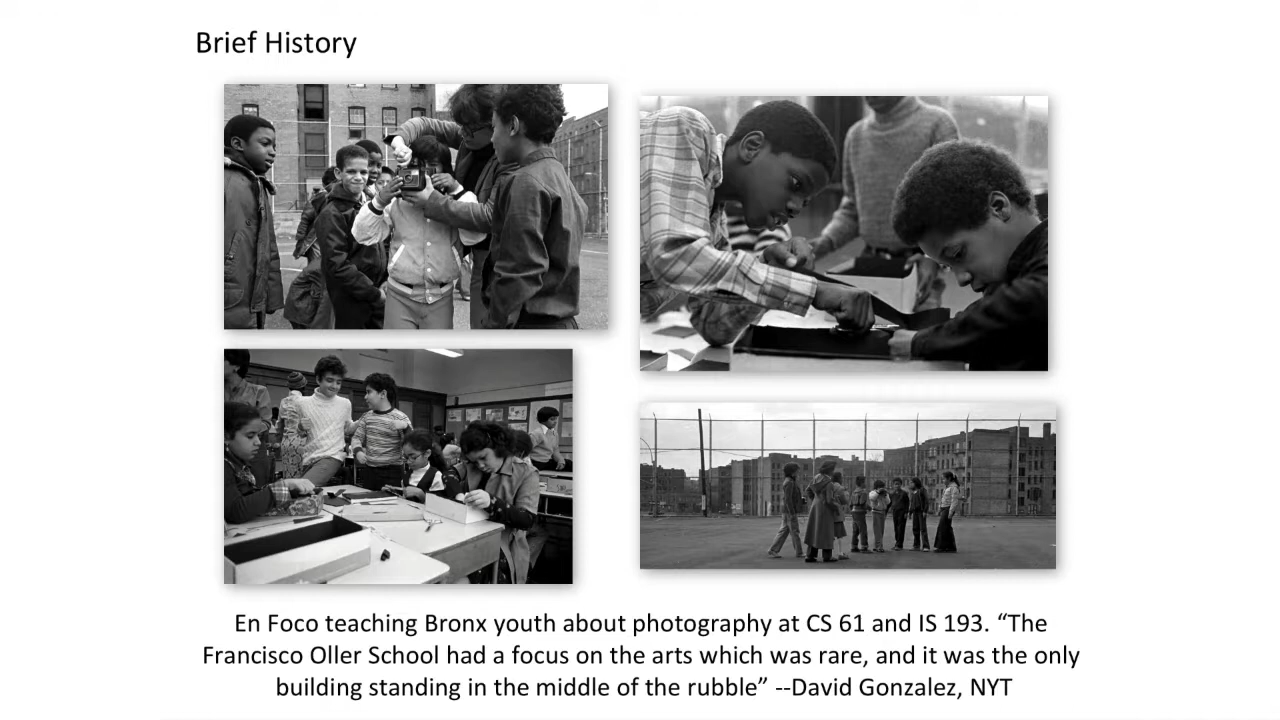 Brief History
En Foco teaching Bronx youth about photography at CS 61 and IS 193. “The
Francisco Oller School had a focus on the arts which was rare, and it was the only
building standing in the middle of the rubble” --David Gonzalez, NYT